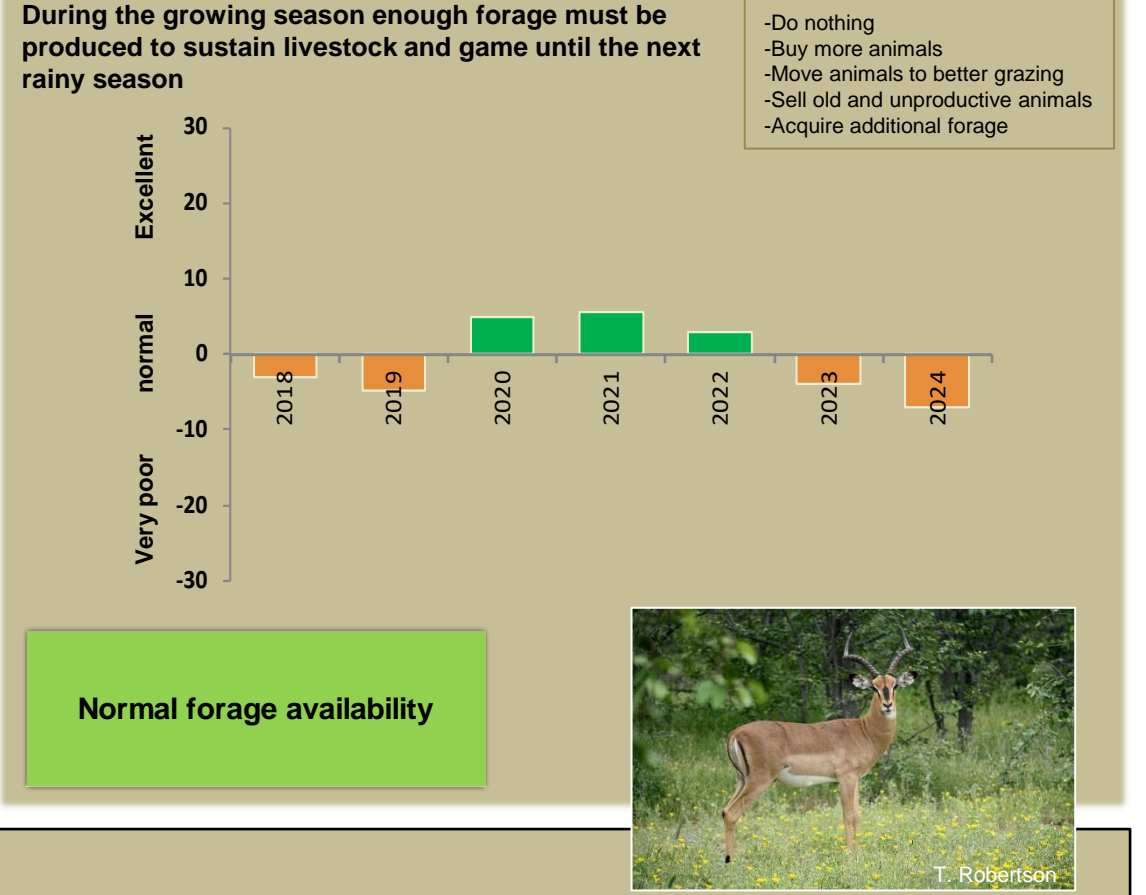 During the growing season enough forage must be
produced to sustain livestock and game until the next
rainy season
-Do nothing
-Buy more animals
-Move animals to better grazing
-Sell old and unproductive animals
-Acquire additional forage
Excellent
normal
Very poor
30
20
10
0
-10
-20
-30
2018
2019
2020
2021
2022
2023
2024
Normal forage availability
T. Robertson